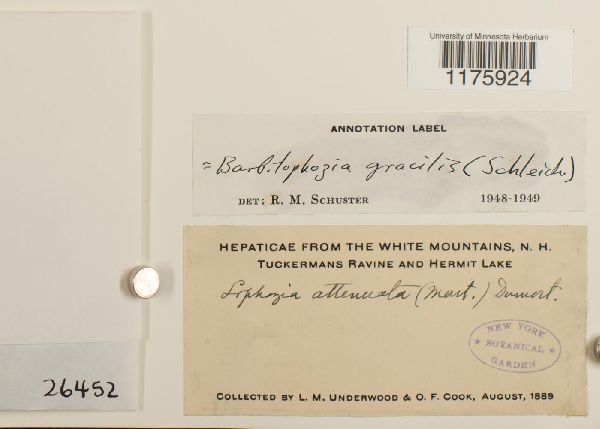 University of Minnesota Herbarium
1175924
ANNOTATION LABEL
= Barbilophozia gracilis (Schleich.)
DET: R. M. SCHUSTER 1948-1949
HEPATICAE FROM THE WHITE MOUNTAINS, N. H.
TUCKERMANS RAVINE AND HERMIT LAKE
Lophozia attenuata (Mart.) Dumort.
NEW YORK
★ BOTANICAL ★
GARDEN
COLLECTED BY L. M. UNDERWOOD & O. F. COOK, AUGUST, 1889
26452